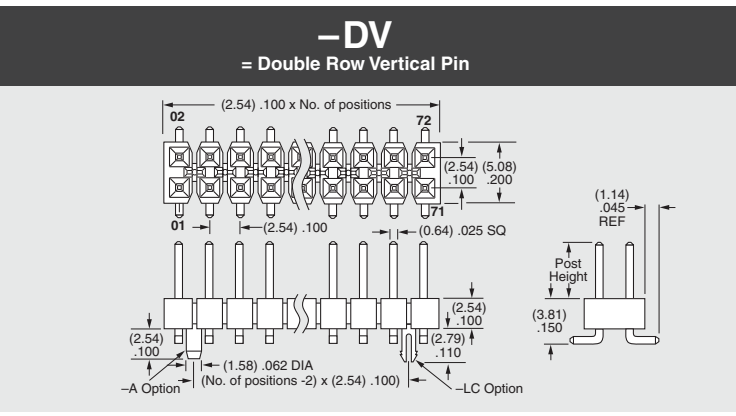 –DV
= Double Row Vertical Pin
(2.54) .100 x No. of positions
02
72
(2.54)
.100
(5.08)
.200
01
71
(2.54) .100
(0.64) .025 SQ
(1.14)
.045
REF
Post
Height
(3.81)
.150
(2.54)
.100
(2.54)
.100
(2.79)
.110
(1.58) .062 DIA
–A Option
(No. of positions -2) x (2.54) .100)
–LC Option